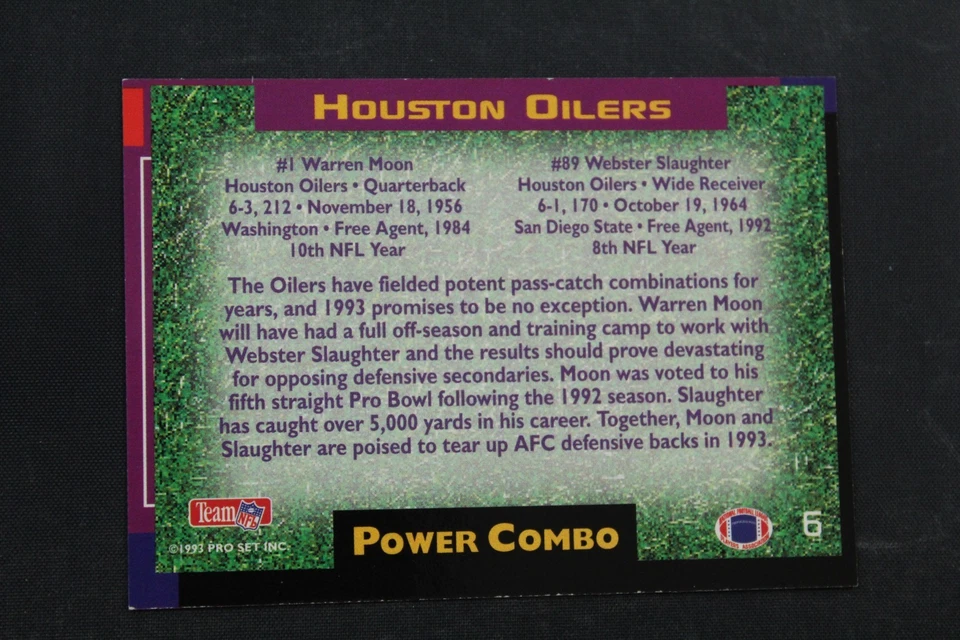 HOUSTON OILERS
#1 Warren Moon
Houston Oilers • Quarterback
6-3, 212 • November 18, 1956
Washington • Free Agent, 1984
10th NFL Year
#89 Webster Slaughter
Houston Oilers • Wide Receiver
6-1, 170 • October 19, 1964
San Diego State • Free Agent, 1992
8th NFL Year
The Oilers have fielded potent pass-catch combinations for
years, and 1993 promises to be no exception. Warren Moon
will have had a full off-season and training camp to work with
Webster Slaughter and the results should prove devastating
for opposing defensive secondaries. Moon was voted to his
fifth straight Pro Bowl following the 1992 season. Slaughter
has caught over 5,000 yards in his career. Together, Moon and
Slaughter are poised to tear up AFC defensive backs in 1993.
Team NFL
©1993 PRO SET INC.
POWER COMBO
6